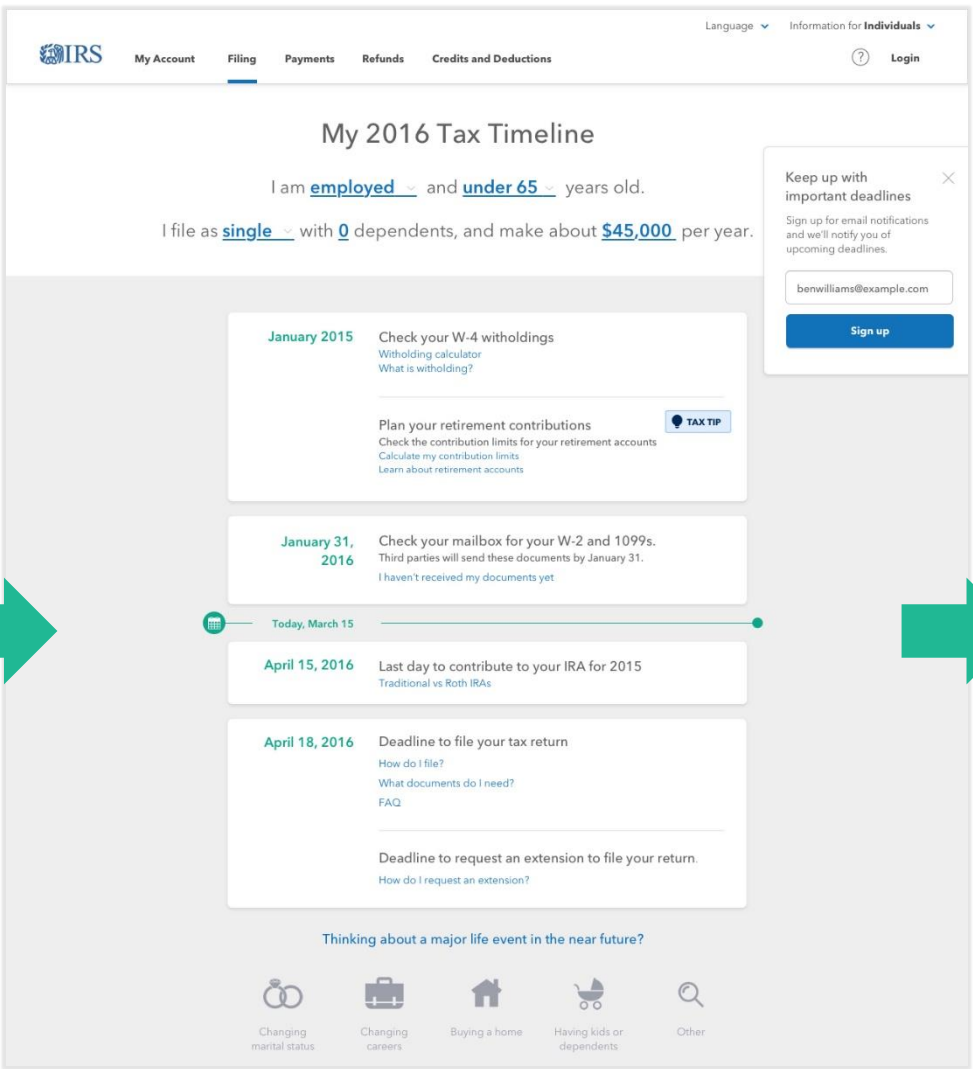 Language Information for Individuals
IRS My Account Filing Payments Refunds Credits and Deductions ? Login
My 2016 Tax Timeline
I am employed and under 65 years old.
I file as single with 0 dependents, and make about $45,000 per year.
Keep up with
important deadlines
Sign up for email notifications
and we'll notify you of
upcoming deadlines.
benwilliams@example.com
Sign up
January 2015
Check your W-4 witholdings
Witholding calculator
What is witholding?
Plan your retirement contributions
TAX TIP
Check the contribution limits for your retirement accounts
Calculate my contribution limits
Learn about retirement accounts
January 31,
2016
Check your mailbox for your W-2 and 1099s.
Third parties will send these documents by January 31.
I haven't received my documents yet
Today, March 15
April 15, 2016
Last day to contribute to your IRA for 2015
Traditional vs Roth IRAs
April 18, 2016
Deadline to file your tax return
How do I file?
What documents do I need?
FAQ
Deadline to request an extension to file your return.
How do I request an extension?
Thinking about a major life event in the near future?
Changing
marital status
Changing
careers
Buying a home
Having kids or
dependents
Other